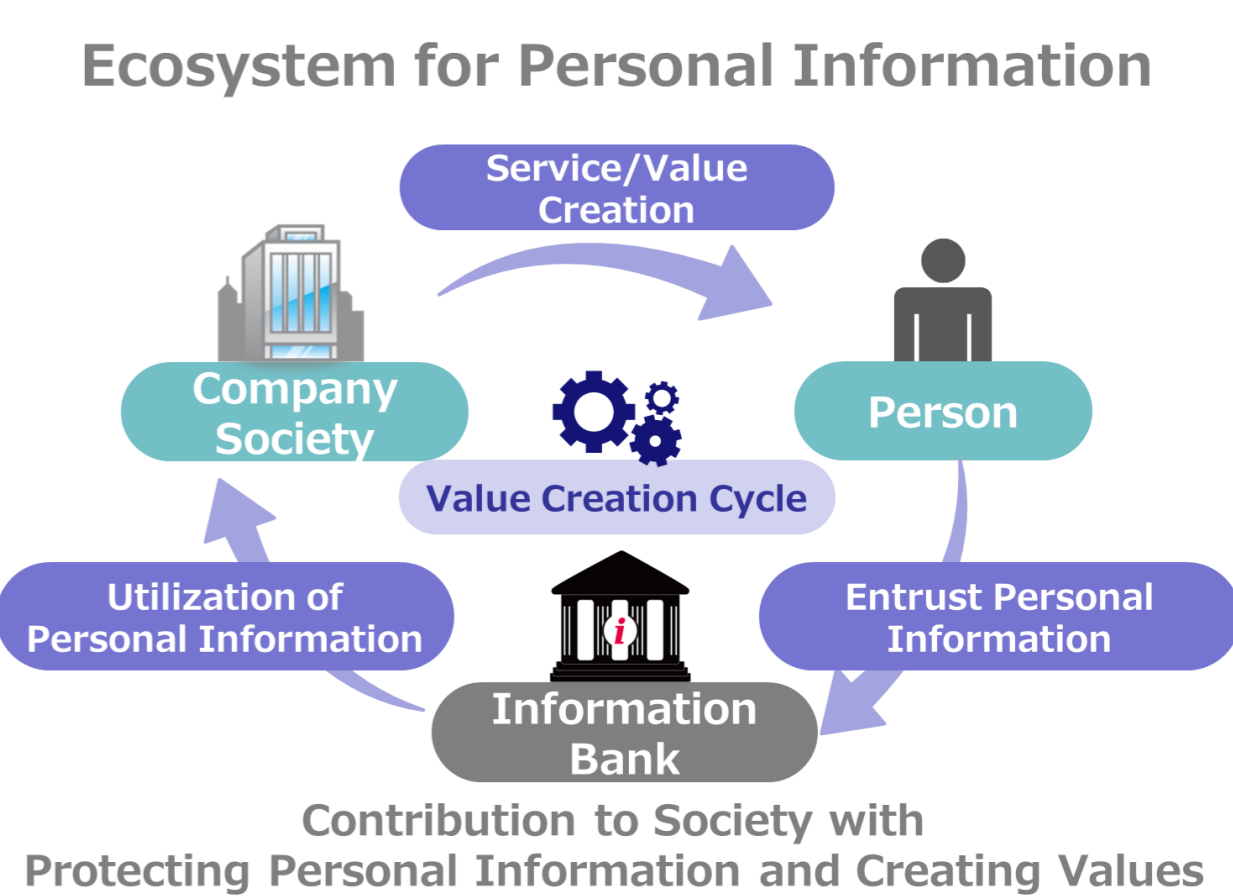 Ecosystem for Personal Information
Service/Value
Creation
Company
Society
Person
Value Creation Cycle
Utilization of
Personal Information
Entrust Personal
Information
i
Information
Bank
Contribution to Society with
Protecting Personal Information and Creating Values